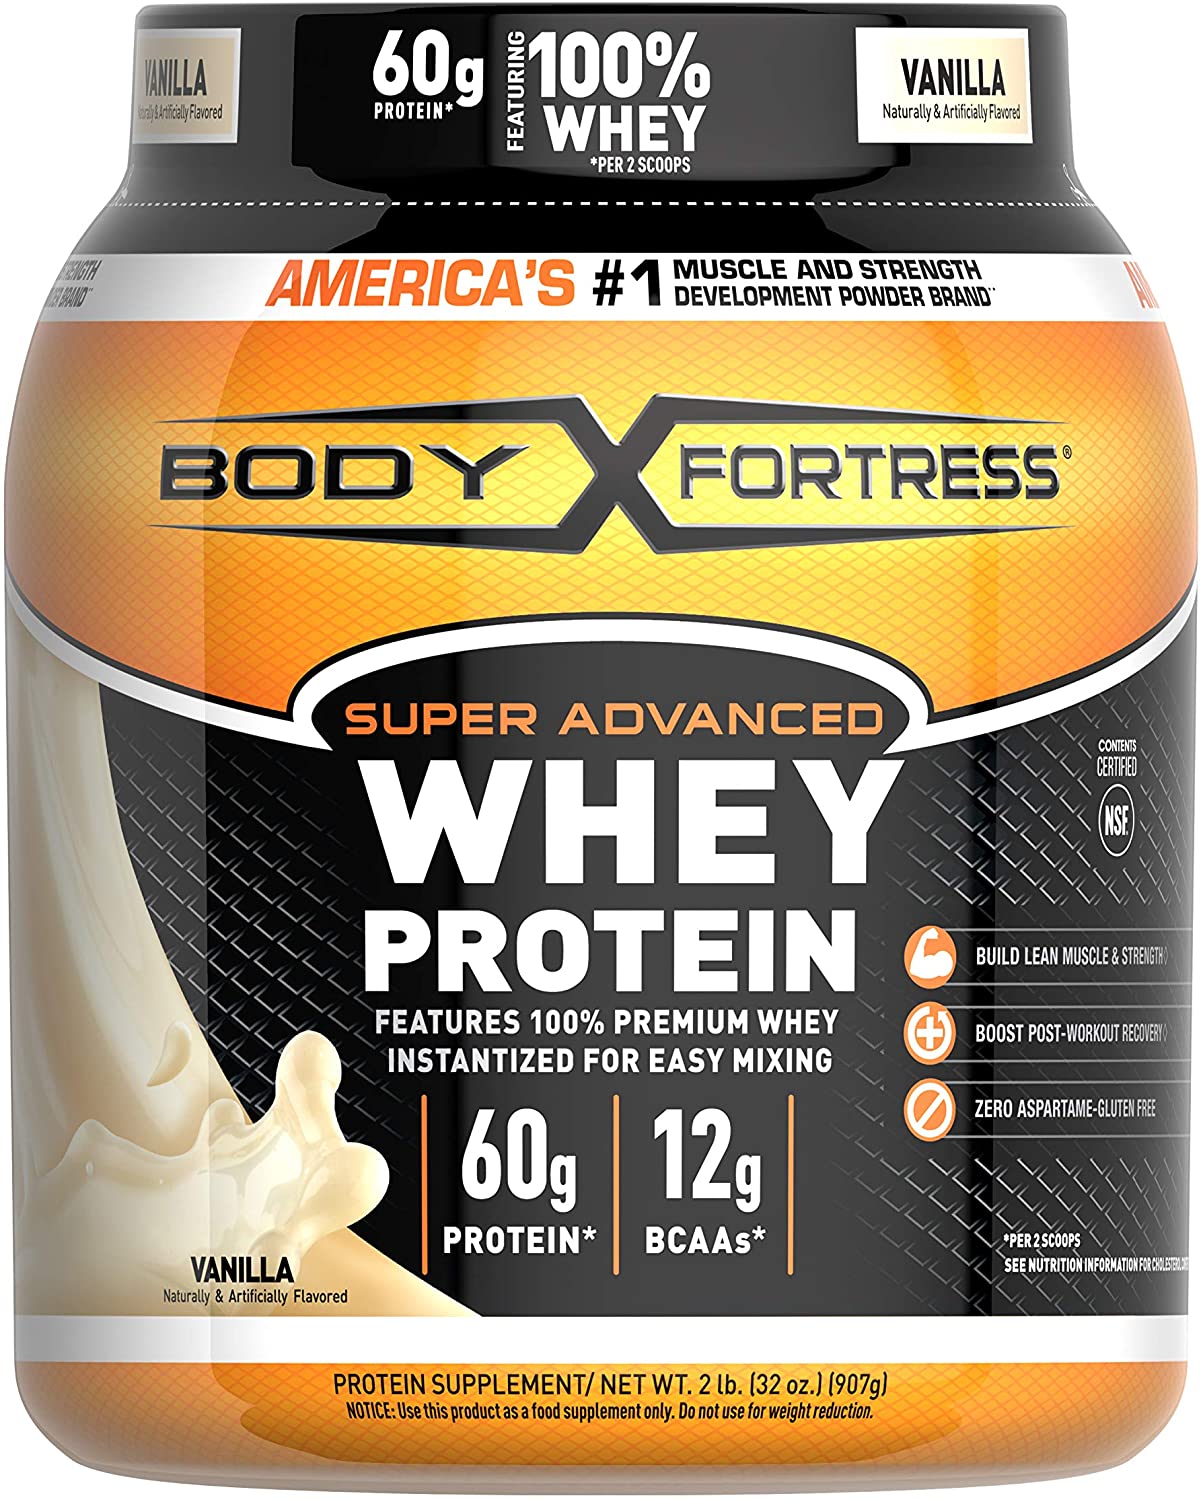 VANILLA
Naturally & Artificially Flavored
60g
PROTEIN*
FEATURING
100%
WHEY
*PER 2 SCOOPS
VANILLA
Naturally & Artificially Flavored
AMERICA'S #1 MUSCLE AND STRENGTH
DEVELOPMENT POWDER BRAND**
BODY FORTRESS®
SUPER ADVANCED
WHEY
PROTEIN
FEATURES 100% PREMIUM WHEY
INSTANTIZED FOR EASY MIXING
60g
PROTEIN*
12g
BCAAs*
CONTENTS
CERTIFIED
NSF.
BUILD LEAN MUSCLE & STRENGTH◊
BOOST POST-WORKOUT RECOVERY◊
ZERO ASPARTAME-GLUTEN FREE
*PER 2 SCOOPS
SEE NUTRITION INFORMATION FOR CHOLESTEROL
VANILLA
Naturally & Artificially Flavored
PROTEIN SUPPLEMENT/ NET WT. 2 lb. (32 oz.) (907g)
NOTICE: Use this product as a food supplement only. Do not use for weight reduction.